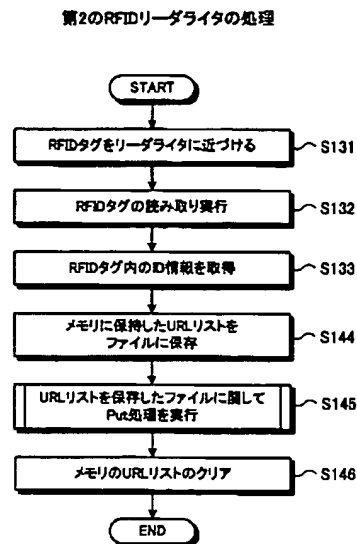 第2のRFIDリーダライタの処理
START
RFIDタグをリーダライタに近づける
S131
RFIDタグの読み取り実行
S132
RFIDタグ内のID情報を取得
S133
メモリに保持したURLリストを
ファイルに保存
S144
URLリストを保存したファイルに関して
Put処理を実行
S145
メモリのURLリストのクリア
S146
END